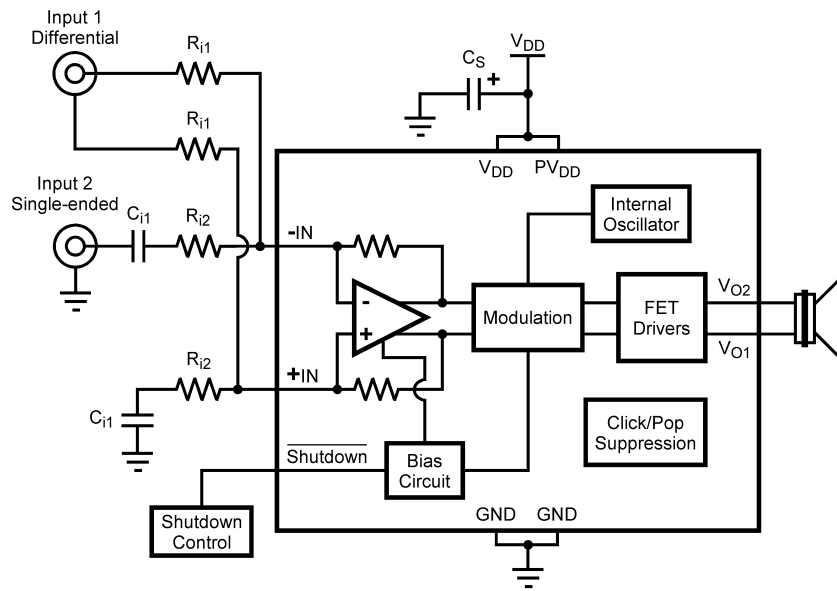 Input 1
Differential
Ri1
Ri1
Input 2
Single-ended
Ci1
Ri2
CS
+
VDD
VDD
PVDD
Internal
Oscillator
-IN
-
+
Modulation
FET
Drivers
VO2
VO1
Ri2
+IN
Ci1
Click/Pop
Suppression
Shutdown
Bias
Circuit
Shutdown
Control
GND
GND